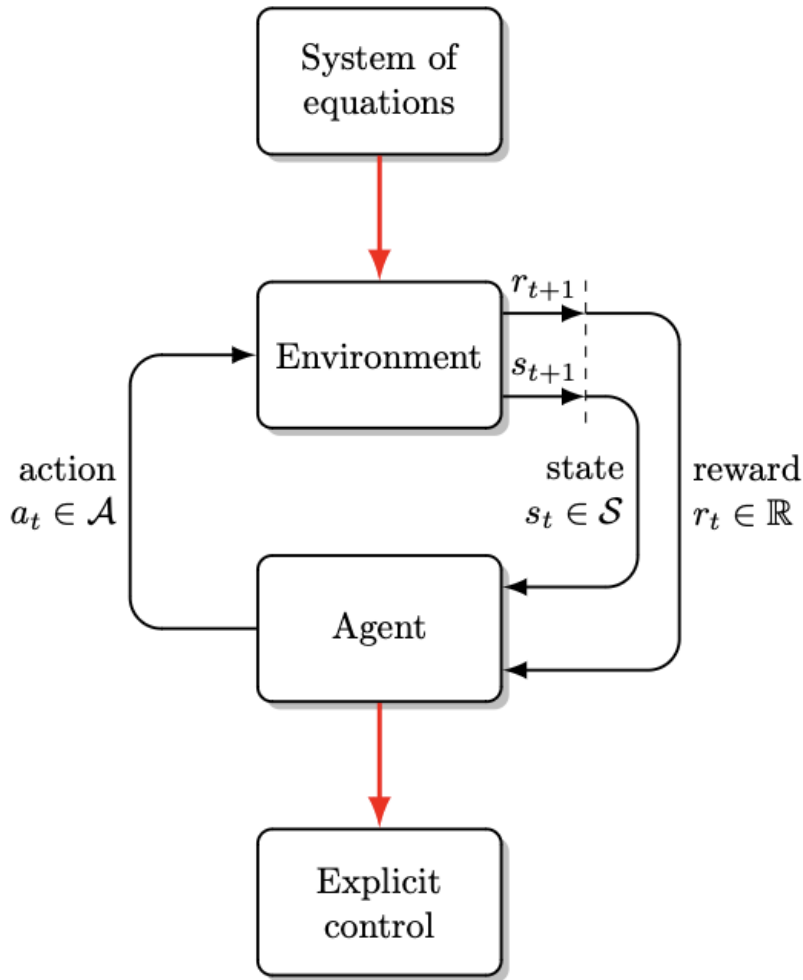 System of
equations
r_{t+1}
Environment
s_{t+1}
action
a_t ∈ 𝒜
state
s_t ∈ 𝒮
reward
r_t ∈ ℝ
Agent
Explicit
control